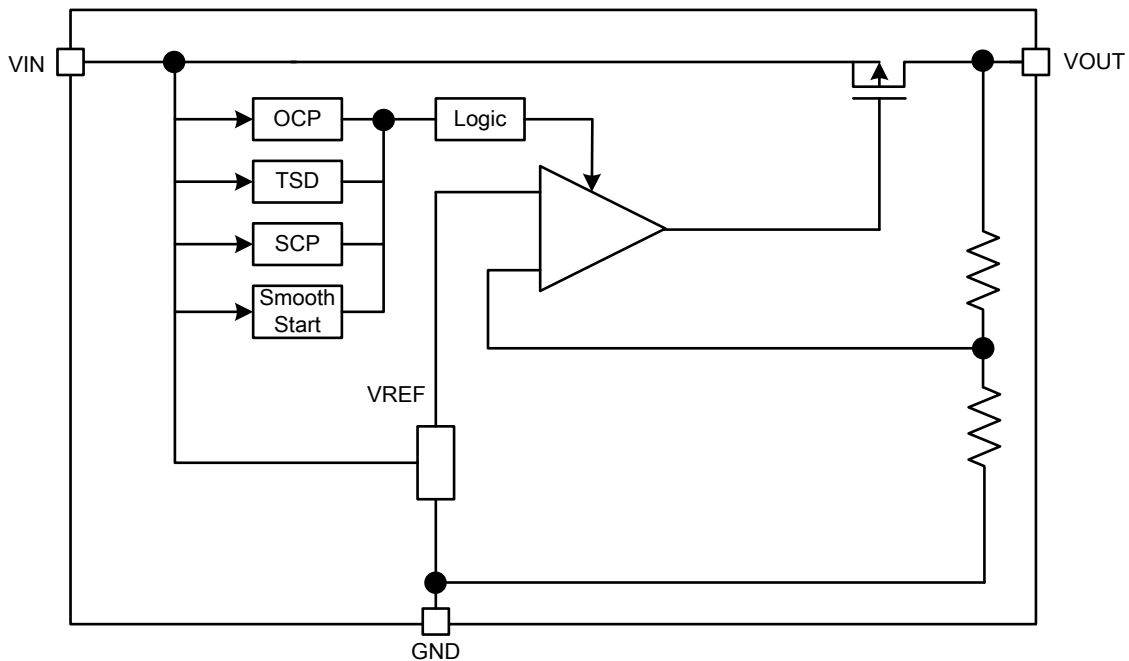 VIN
VOUT
OCP
Logic
TSD
SCP
Smooth
Start
VREF
GND